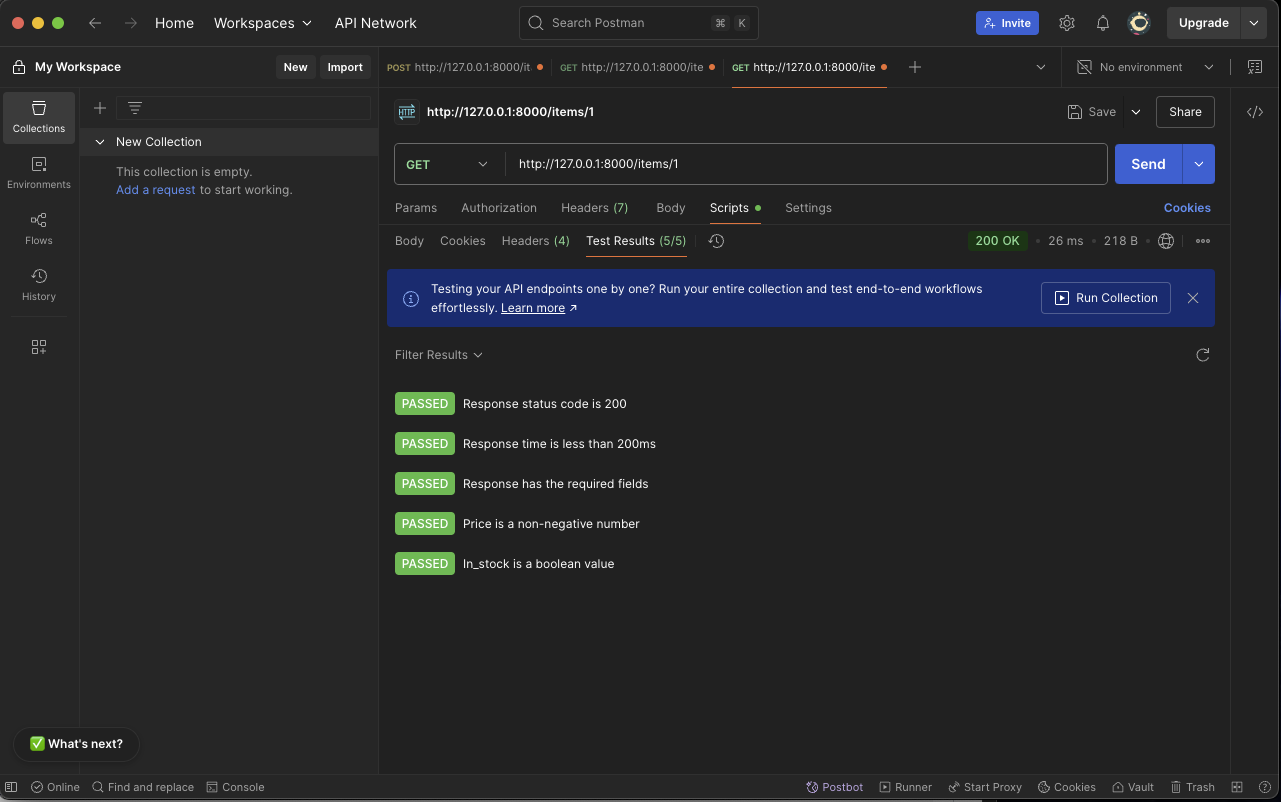 Home Workspaces API Network Search Postman ⌘ K Invite Upgrade
My Workspace New Import POST http://127.0.0.1:8000/it GET http://127.0.0.1:8000/ite GET http://127.0.0.1:8000/ite No environment
Collections
Environments
Flows
History
New Collection
This collection is empty.
Add a request to start working.
HTTP http://127.0.0.1:8000/items/1 Save Share
GET http://127.0.0.1:8000/items/1 Send
Params Authorization Headers (7) Body Scripts Settings Cookies
Body Cookies Headers (4) Test Results (5/5) 200 OK 26 ms 218 B
Testing your API endpoints one by one? Run your entire collection and test end-to-end workflows
effortlessly. Learn more
Run Collection
Filter Results
PASSED Response status code is 200
PASSED Response time is less than 200ms
PASSED Response has the required fields
PASSED Price is a non-negative number
PASSED In_stock is a boolean value
✅ What's next?
Online Find and replace Console Postbot Runner Start Proxy Cookies Vault Trash